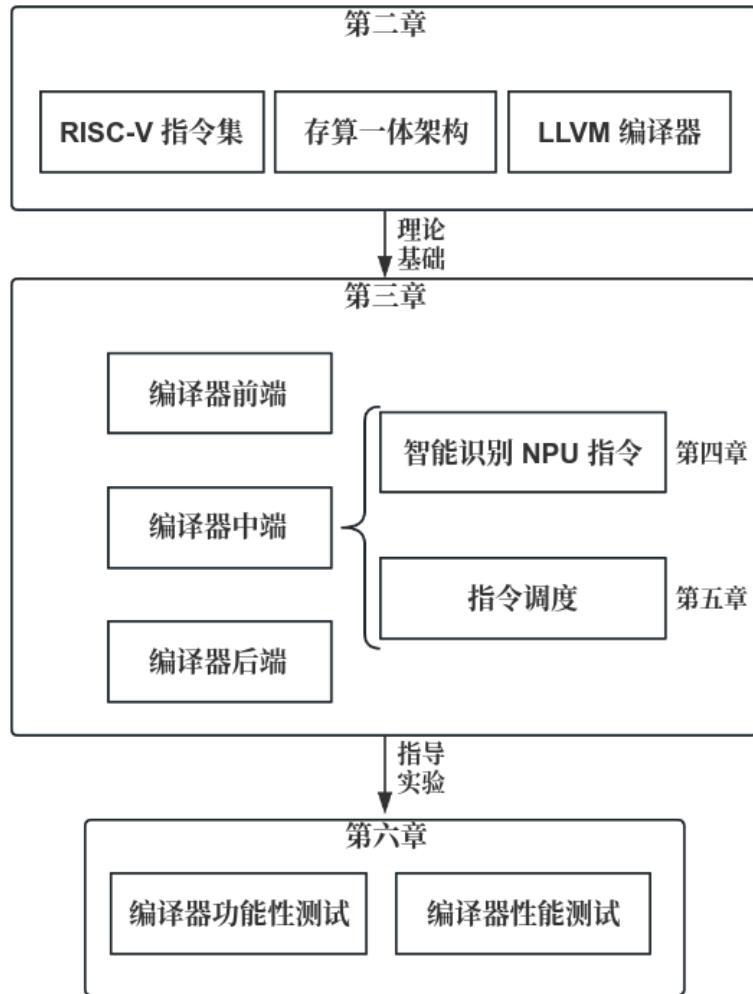 第二章
RISC-V 指令集
存算一体架构
LLVM 编译器
理论
基础
第三章
编译器前端
智能识别 NPU 指令
第四章
编译器中端
指令调度
第五章
编译器后端
指导
实验
第六章
编译器功能性测试
编译器性能测试